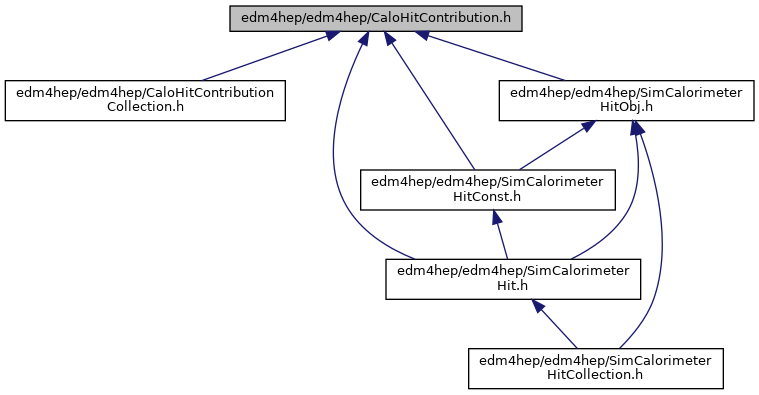 edm4hep/edm4hep/CaloHitContribution.h
edm4hep/edm4hep/CaloHitContribution
Collection.h
edm4hep/edm4hep/SimCalorimeter
HitObj.h
edm4hep/edm4hep/SimCalorimeter
HitConst.h
edm4hep/edm4hep/SimCalorimeter
Hit.h
edm4hep/edm4hep/SimCalorimeter
HitCollection.h